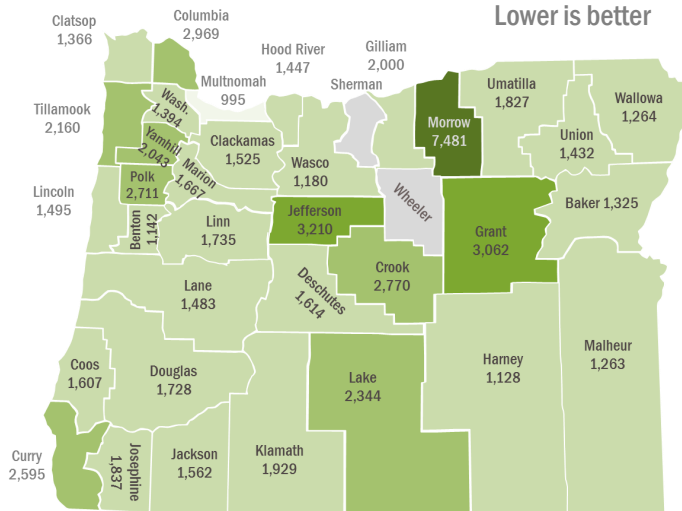 Lower is better
Clatsop
1,366
Columbia
2,969
Hood River
1,447
Gilliam
2,000
Multnomah
995
Sherman
Umatilla
1,827
Wallowa
1,264
Tillamook
2,160
Wash.
1,394
Morrow
7,481
Union
1,432
Yamhill
2,043
Clackamas
1,525
Wasco
1,180
Marion
1,667
Polk
2,711
Lincoln
1,495
Wheeler
Baker 1,325
Jefferson
3,210
Benton
1,142
Linn
1,735
Grant
3,062
Crook
2,770
Lane
1,483
Deschutes
1,614
Malheur
1,263
Coos
1,607
Douglas
1,728
Harney
1,128
Lake
2,344
Curry
2,595
Josephine
1,837
Jackson
1,562
Klamath
1,929